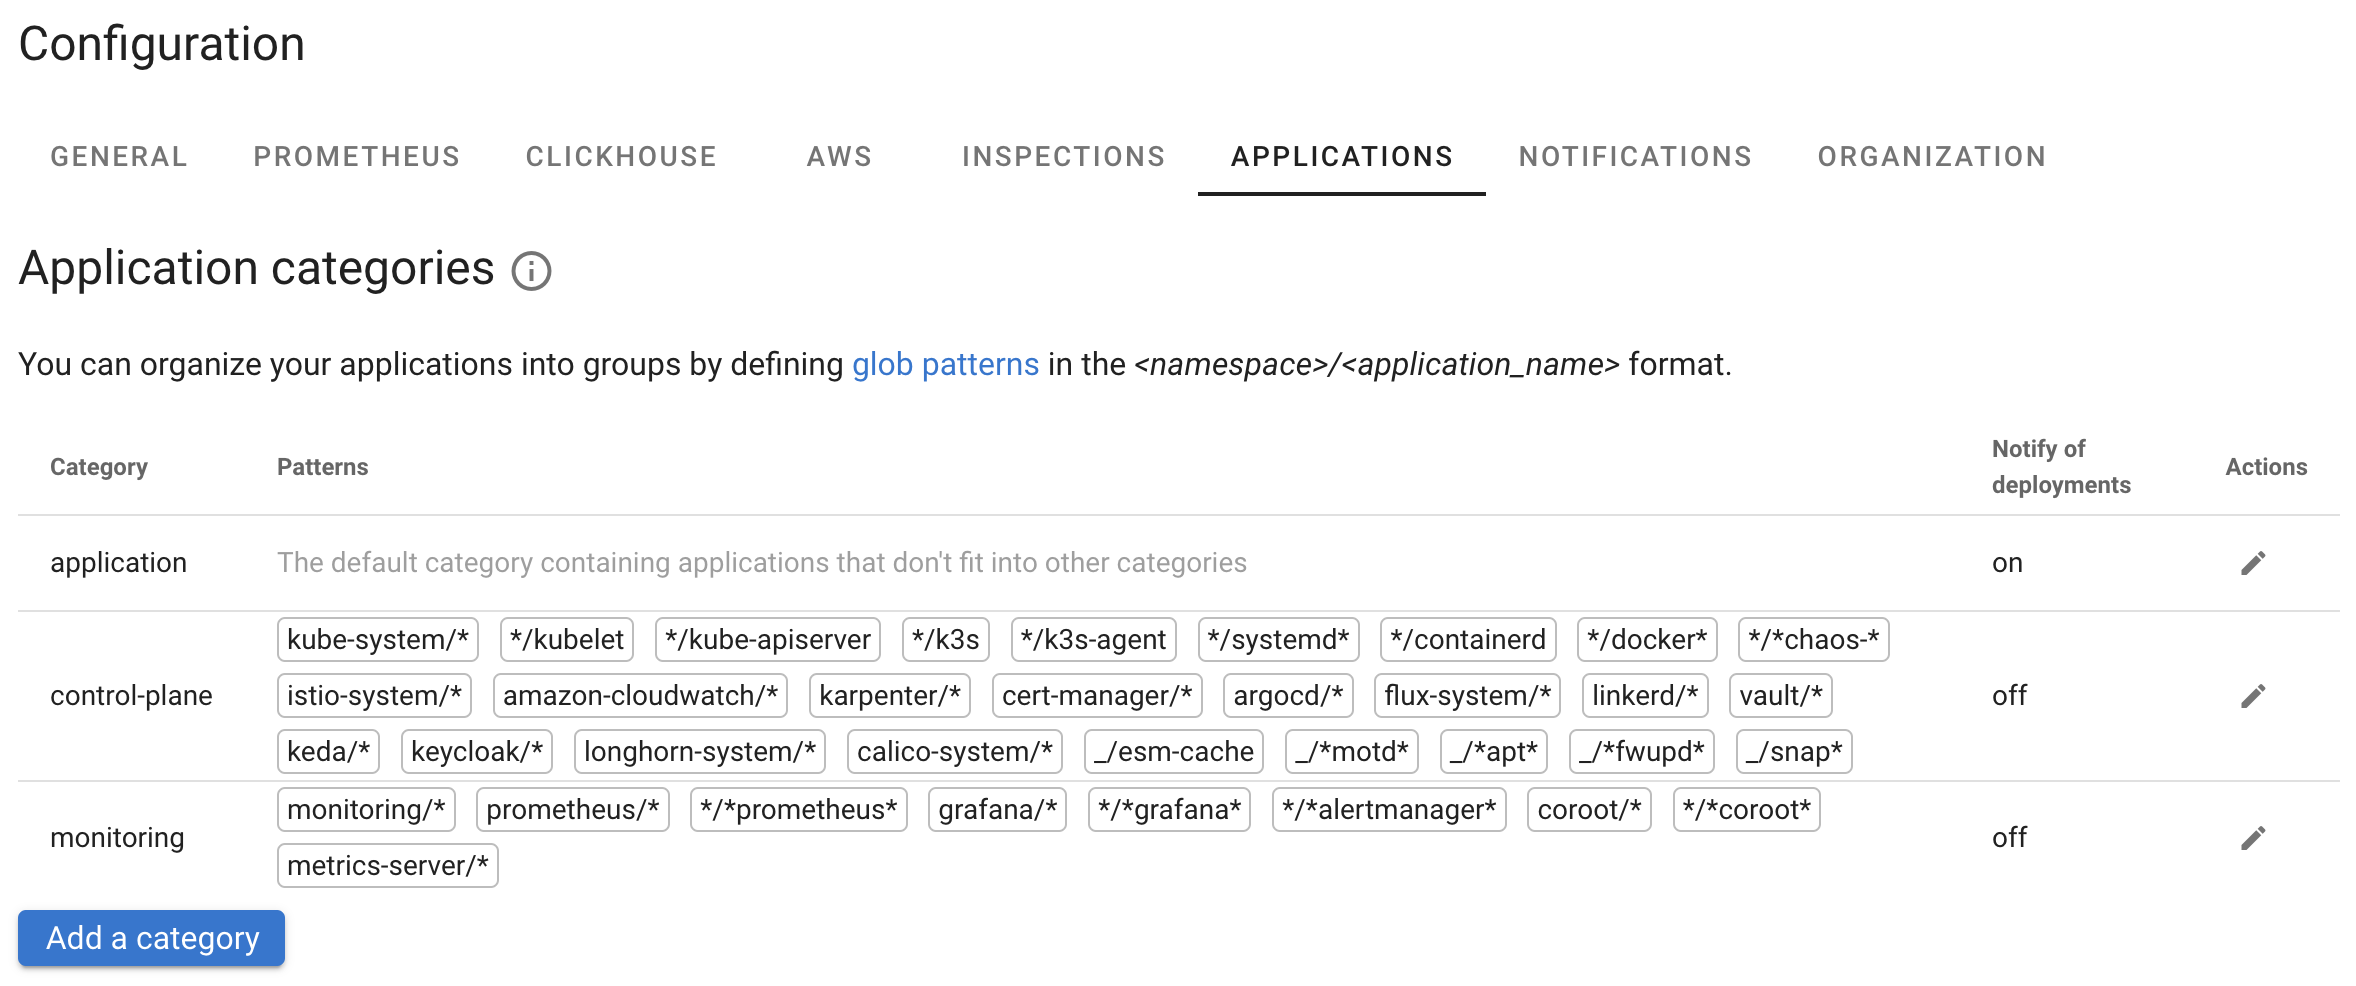 Configuration
GENERAL PROMETHEUS CLICKHOUSE AWS INSPECTIONS APPLICATIONS NOTIFICATIONS ORGANIZATION
Application categories
You can organize your applications into groups by defining glob patterns in the <namespace>/<application_name> format.
Category Patterns Notify of deployments Actions
application The default category containing applications that don't fit into other categories on
control-plane kube-system/* */kubelet */kube-apiserver */k3s */k3s-agent */systemd* */containerd */docker* */*chaos-*
istio-system/* amazon-cloudwatch/* karpenter/* cert-manager/* argocd/* flux-system/* linkerd/* vault/* off
keda/* keycloak/* longhorn-system/* calico-system/* _/esm-cache _/*motd* _/*apt* _/*fwupd* _/snap*
monitoring monitoring/* prometheus/* */*prometheus* grafana/* */*grafana* */*alertmanager* coroot/* */*coroot* off
metrics-server/*
Add a category